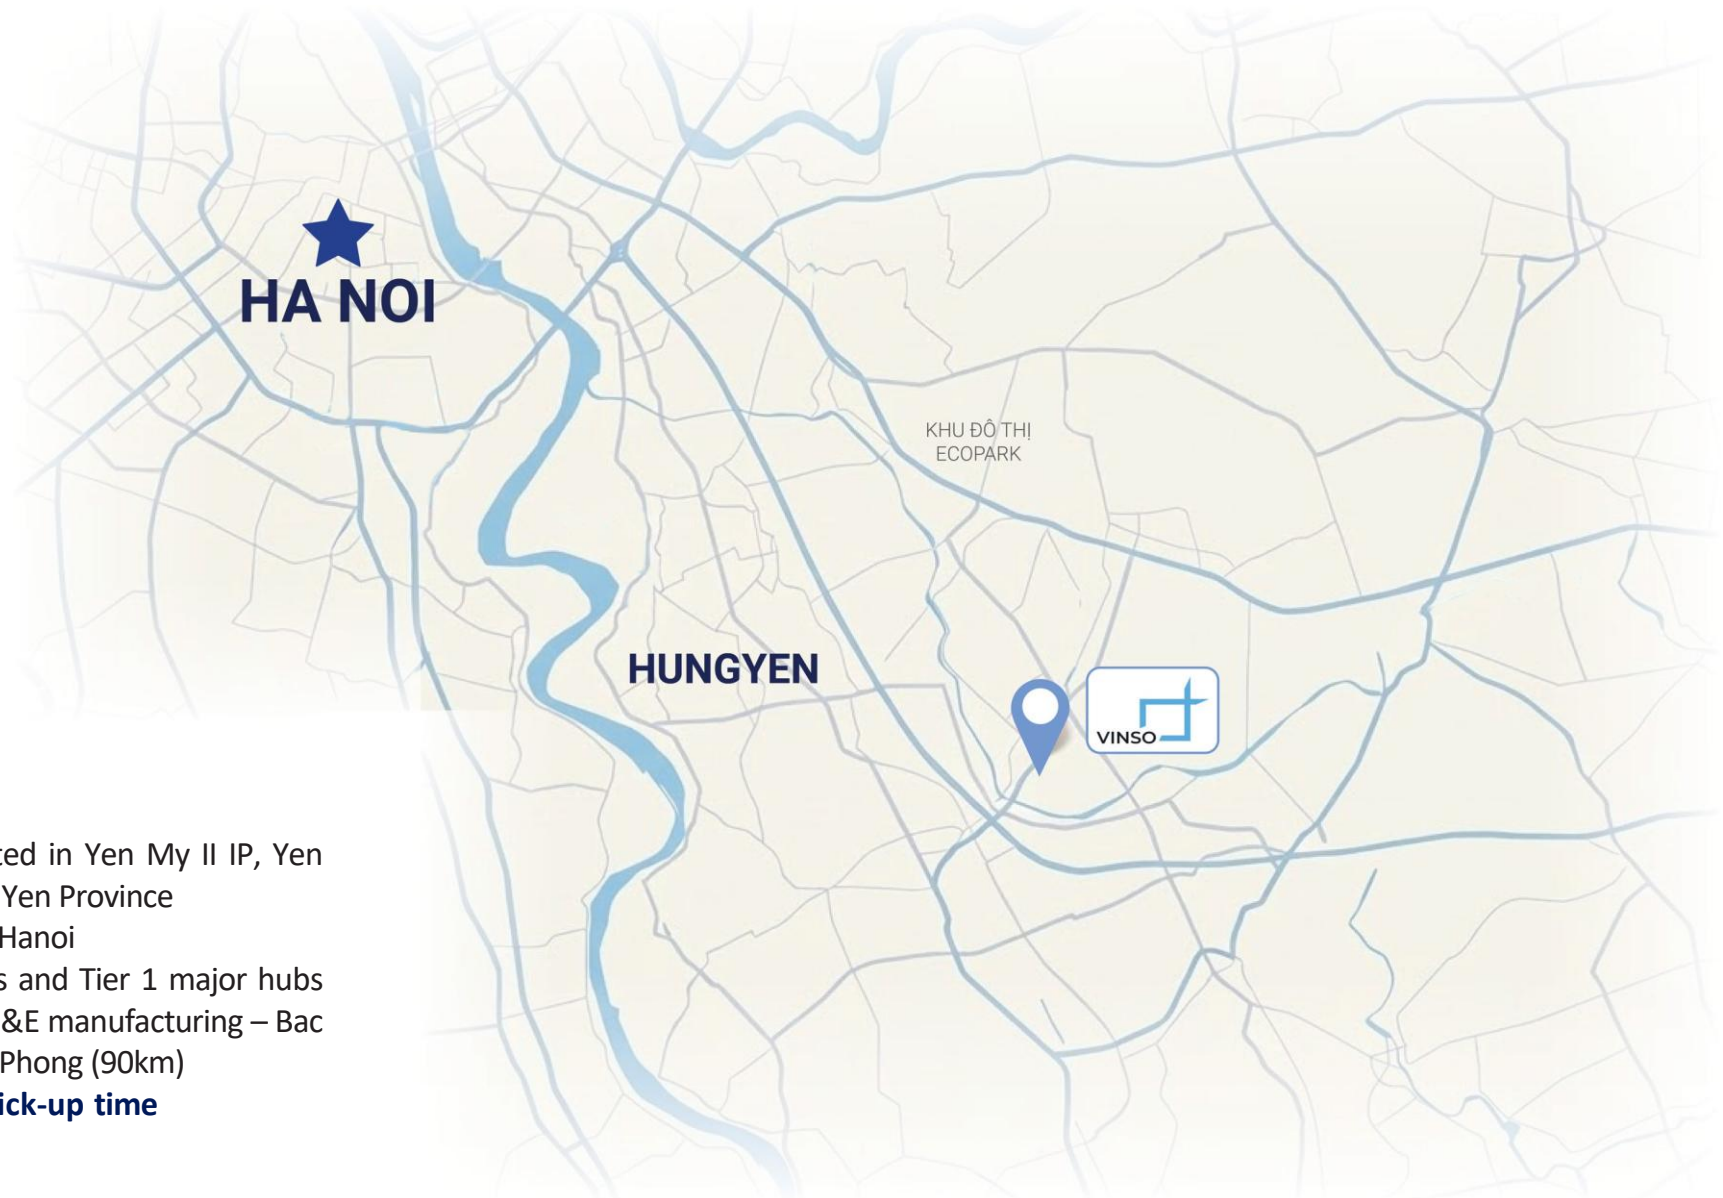 HA NOI
KHU ĐÔ THỊ
ECOPARK
HUNGYEN
VINSO
ted in Yen My II IP, Yen
Yen Province
Hanoi
s and Tier 1 major hubs
&E manufacturing – Bac
Phong (90km)
ick-up time